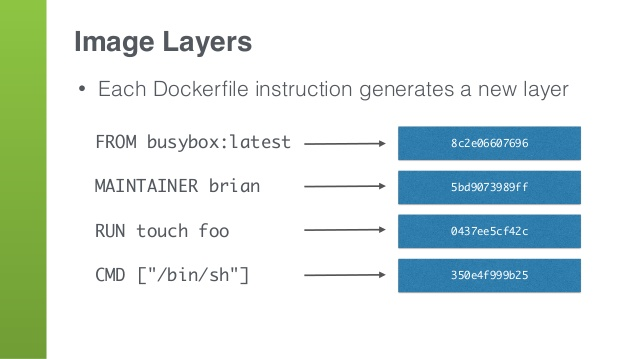 Image Layers
• Each Dockerfile instruction generates a new layer
FROM busybox:latest 8c2e06607696
MAINTAINER brian 5bd9073989ff
RUN touch foo 0437ee5cf42c
CMD ["/bin/sh"] 350e4f999b25